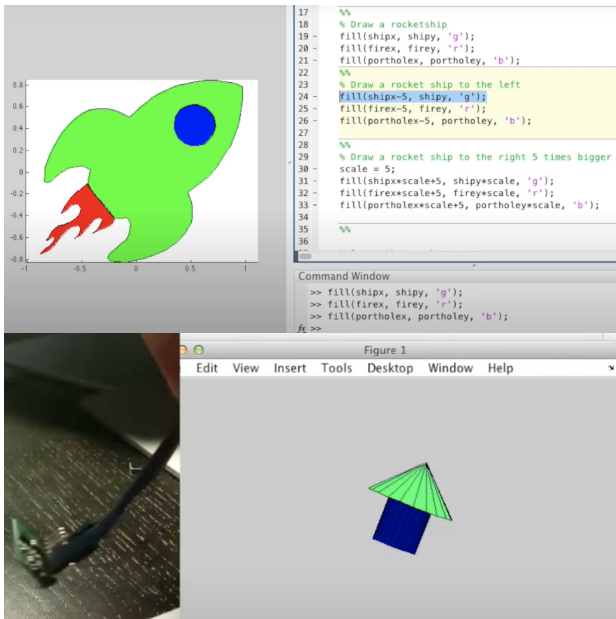 0.8
0.6
0.4
0.2
0
-0.2
-0.4
-0.6
-0.8
-1
-0.5
0
0.5
1
17 %%
18 % Draw a rocketship
19 - fill(shipx, shipy, 'g');
20 - fill(firex, firey, 'r');
21 - fill(portholex, portholey, 'b');
22 %%
23 % Draw a rocket ship to the left
24 - fill(shipx-5, shipy, 'g');
25 - fill(firex-5, firey, 'r');
26 - fill(portholex-5, portholey, 'b');
27
28 %%
29 % Draw a rocket ship to the right 5 times bigger
30 - scale = 5;
31 - fill(shipx*scale+5, shipy*scale, 'g');
32 - fill(firex*scale+5, firey*scale, 'r');
33 - fill(portholex*scale+5, portholey*scale, 'b');
34
35 %%
36
Command Window
>> fill(shipx, shipy, 'g');
>> fill(firex, firey, 'r');
>> fill(portholex, portholey, 'b');
fx >>
Figure 1
Edit View Insert Tools Desktop Window Help